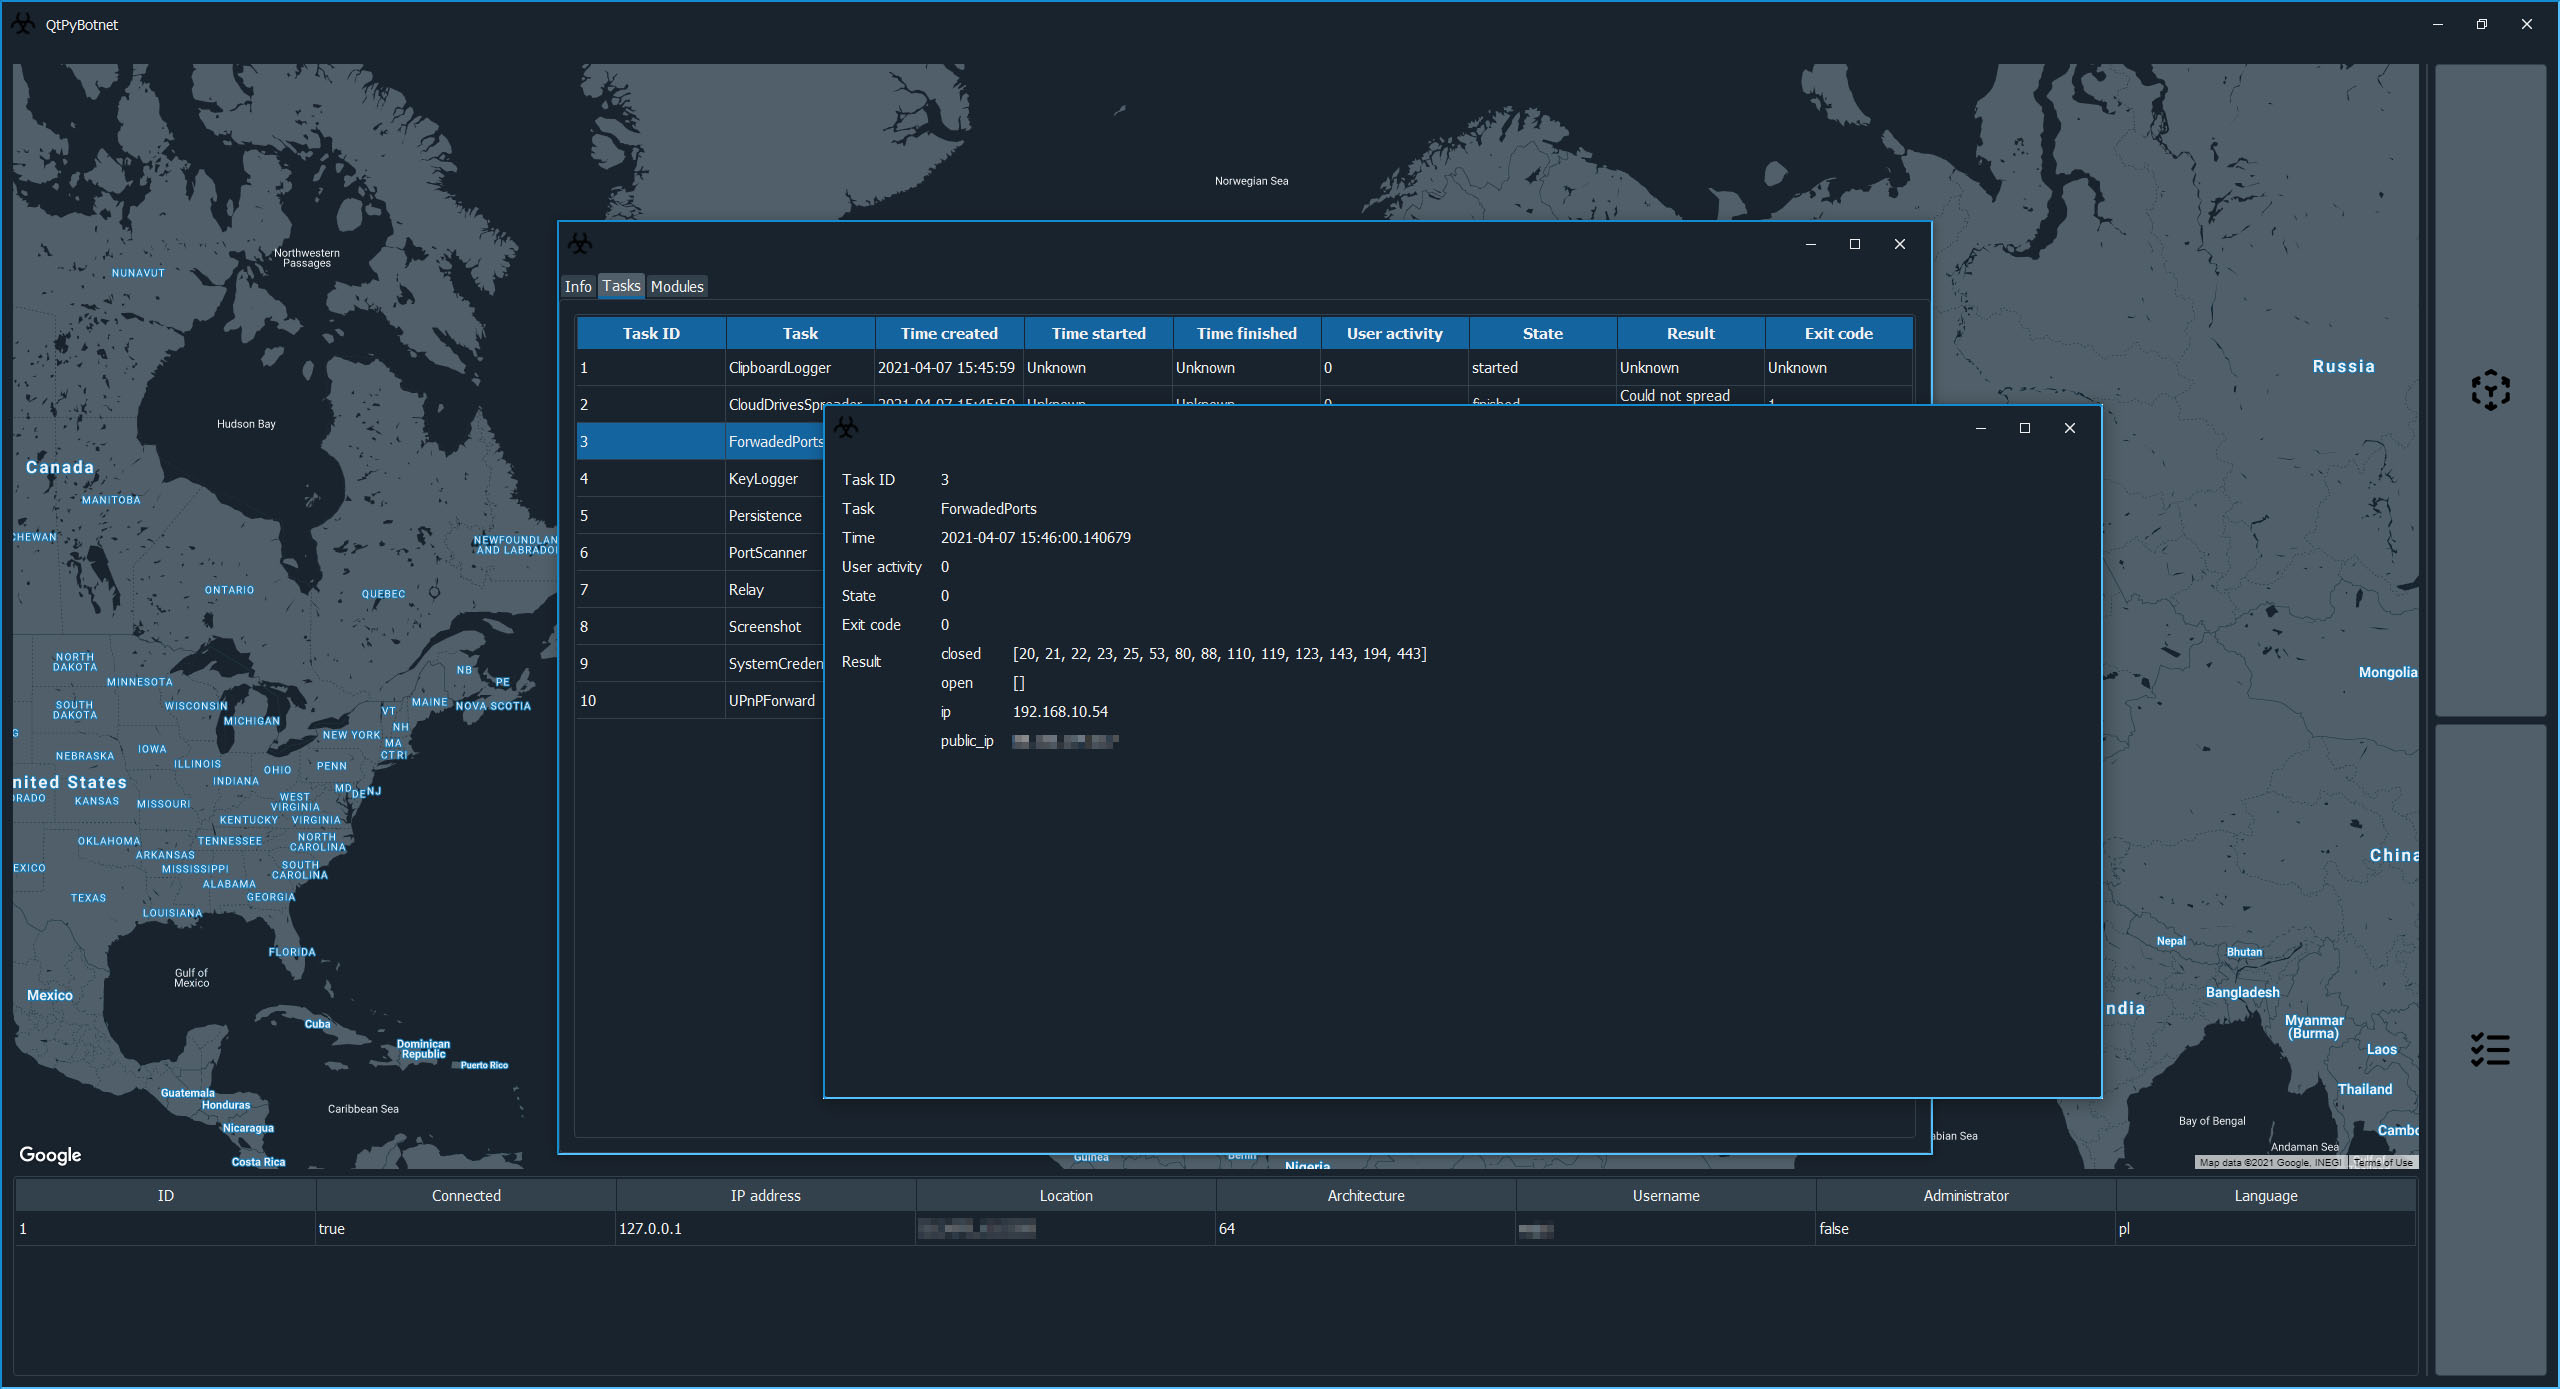 QtPyBotnet
Norwegian Sea
Northwestern
Passages
NUNAVUT
Hudson Bay
Canada
MANITOBA
CHEWAN
NEWFOUNDLAN
AND LABRADO
ONTARIO
QUEBEC
NORTH
DAKOTA
MINNESOTA
NB
PE
SOUTH
DAKOTA
WISCONSIN
MICHIGAN
VT
MAINE
NOVA SCOTIA
NH
NEW YORK
MA
CT RI
NEBRASKA
IOWA
ILLINOIS
INDIANA
OHIO
PENN
nited States
MD
DE
NJ
ORADO
KANSAS
MISSOURI
WEST
VIRGINIA
KENTUCKY
VIRGINIA
OKLAHOMA
TENNESSEE
NORTH
CAROLINA
ARKANSAS
MISSISSIPPI
SOUTH
CAROLINA
EXICO
ALABAMA
TEXAS
GEORGIA
LOUISIANA
FLORIDA
Gulf of
Mexico
Mexico
Cuba
Dominican
Republic
Puerto Rico
Guatemala
Honduras
Caribbean Sea
Nicaragua
Costa Rica
Google
Info Tasks Modules
Task ID Task Time created Time started Time finished User activity State Result Exit code
1 ClipboardLogger 2021-04-07 15:45:59 Unknown Unknown 0 started Unknown Unknown
2 CloudDrivesSpreader 2021-04-07 15:45:59 Unknown Unknown 0 finished Could not spread 1
3 ForwadedPorts
4 KeyLogger
5 Persistence
6 PortScanner
7 Relay
8 Screenshot
9 SystemCreden
10 UPnPForward
Task ID 3
Task ForwadedPorts
Time 2021-04-07 15:46:00.140679
User activity 0
State 0
Exit code 0
Result
closed [20, 21, 22, 23, 25, 53, 80, 88, 110, 119, 123, 143, 194, 443]
open []
ip 192.168.10.54
public_ip
Russia
Mongolia
China
Nepal
Bhutan
Bangladesh
ndia
Myanmar
(Burma)
Laos
Thailand
Bay of Bengal
Cambo
Andaman Sea
abian Sea
Guinea
Benin
Nigeria
Map data ©2021 Google, INEGI Terms of Use
ID Connected IP address Location Architecture Username Administrator Language
1 true 127.0.0.1 64 false pl